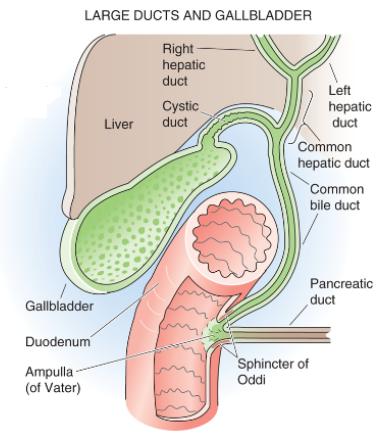 LARGE DUCTS AND GALLBLADDER
Right
hepatic
duct
Left
hepatic
duct
Cystic
duct
Liver
Common
hepatic duct
Common
bile duct
Pancreatic
duct
Gallbladder
Duodenum
Ampulla
(of Vater)
Sphincter of
Oddi